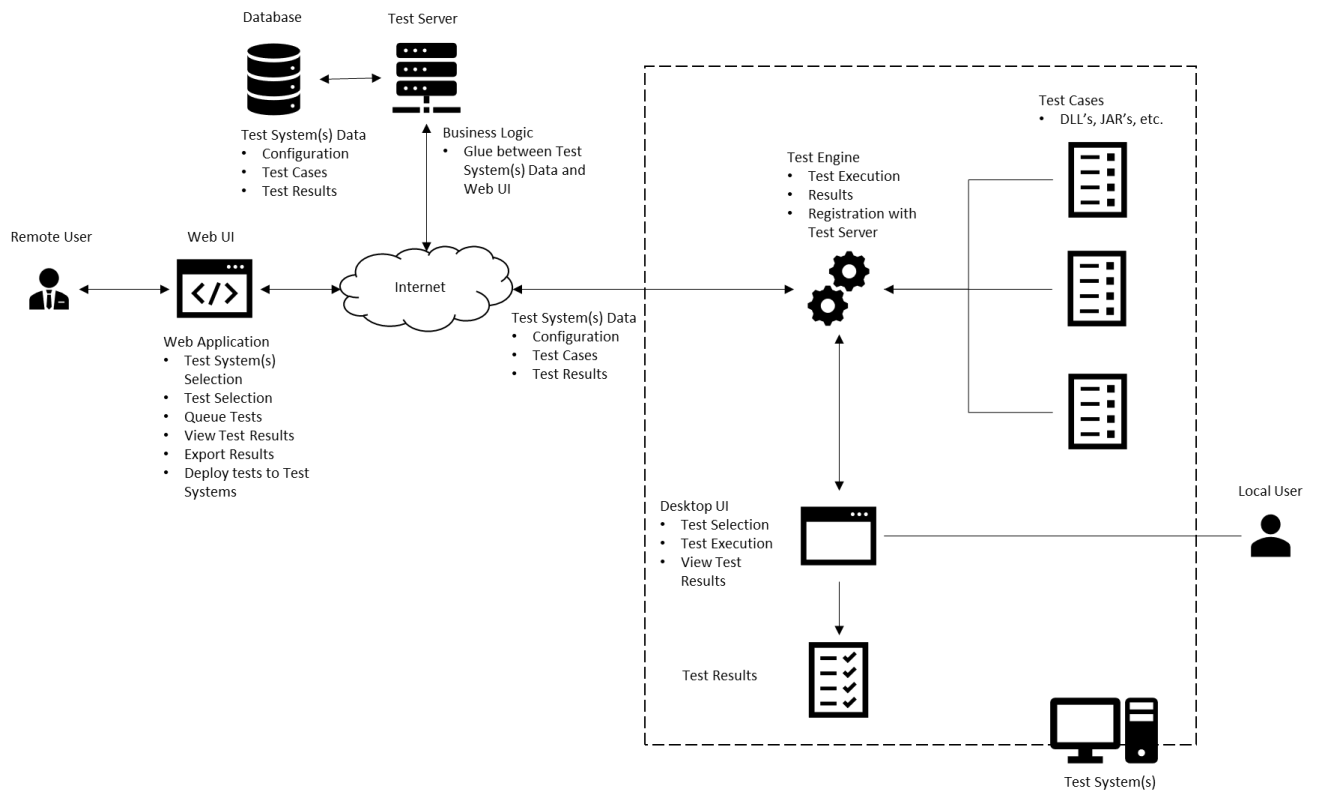 Database
Test Server
Test System(s) Data
• Configuration
• Test Cases
• Test Results
Business Logic
• Glue between Test
System(s) Data and
Web UI
Remote User
Web UI
</>
Web Application
• Test System(s)
Selection
• Test Selection
• Queue Tests
• View Test Results
• Export Results
• Deploy tests to Test
Systems
Internet
Test System(s) Data
• Configuration
• Test Cases
• Test Results
Test Engine
• Test Execution
• Results
• Registration with
Test Server
Test Cases
• DLL's, JAR's, etc.
Desktop UI
• Test Selection
• Test Execution
• View Test
Results
Local User
Test Results
Test System(s)